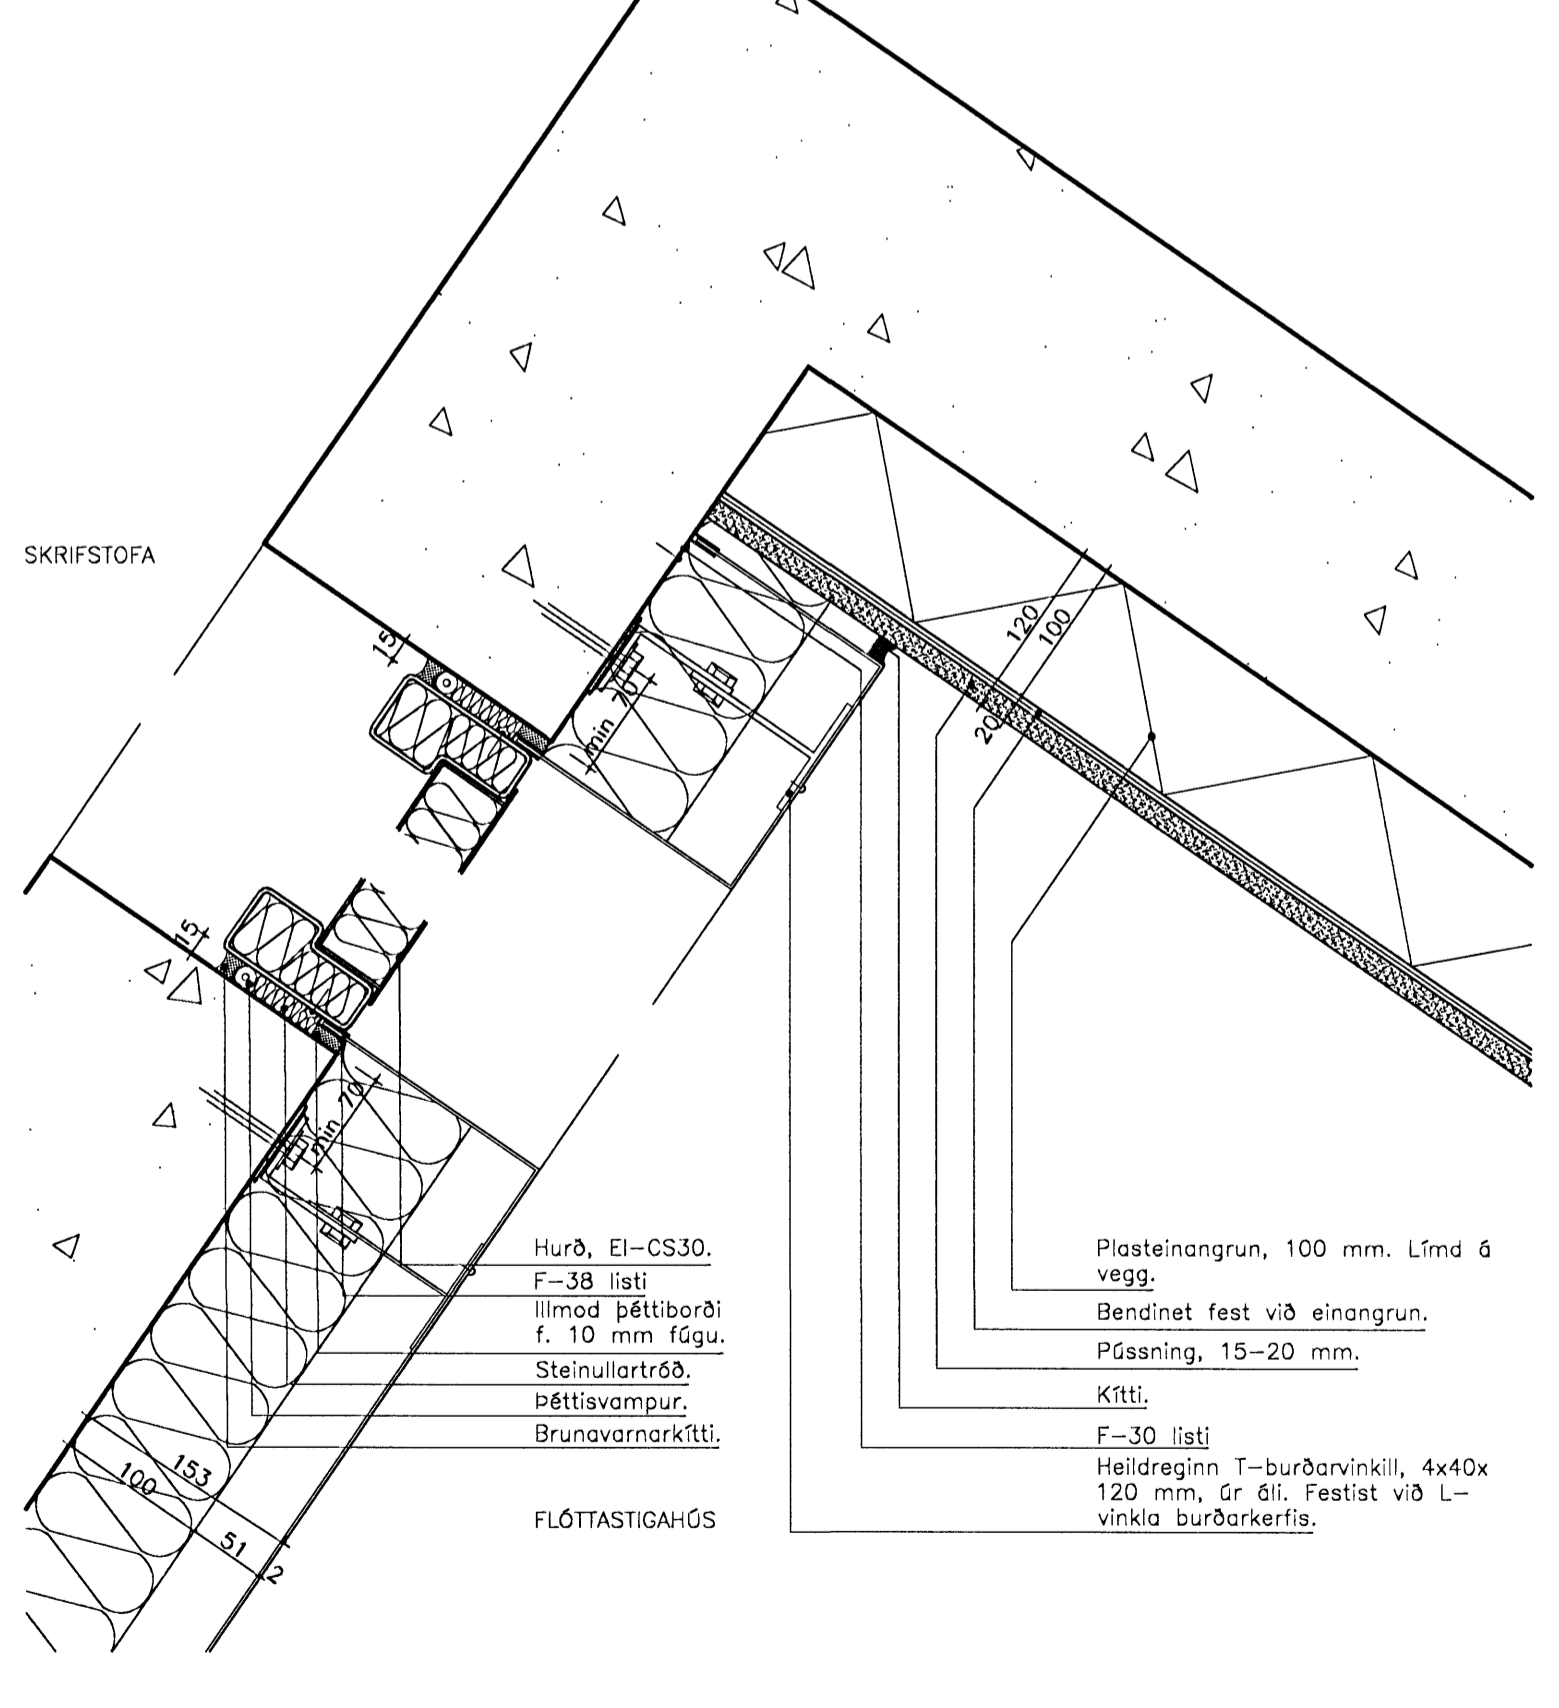 SKRIFSTOFA
15
min 70
120
100
20
15
min 70
Hurð, EI-CS30.
F-38 listi
Illmod þéttiborði
f. 10 mm fúgu.
Steinullartróð.
Þéttisvampur.
Brunavarnarkítti.
153
100
51
2
FLÓTTASTIGAHÚS
Plasteinangrun, 100 mm. Límd á
vegg.
Bendinet fest við einangrun.
Pússning, 15-20 mm.
Kítti.
F-30 listi
Heildreginn T-burðarvinkill, 4x40x
120 mm, úr áli. Festist við L-
vinkla burðarkerfis.